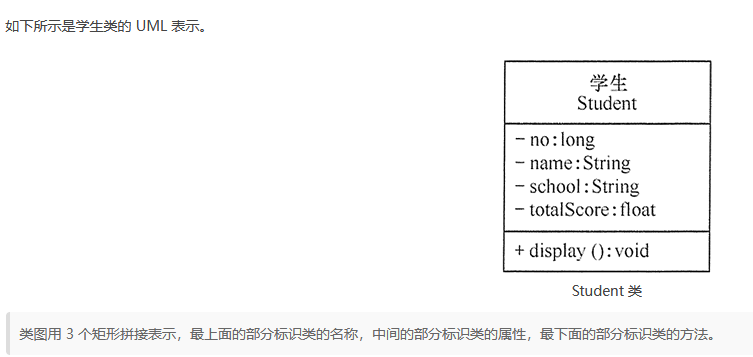 如下所示是学生类的 UML 表示。
学生
Student
- no:long
- name:String
- school:String
- totalScore:float
+ display ():void
Student 类
类图用 3 个矩形拼接表示，最上面的部分标识类的名称，中间的部分标识类的属性，最下面的部分标识类的方法。